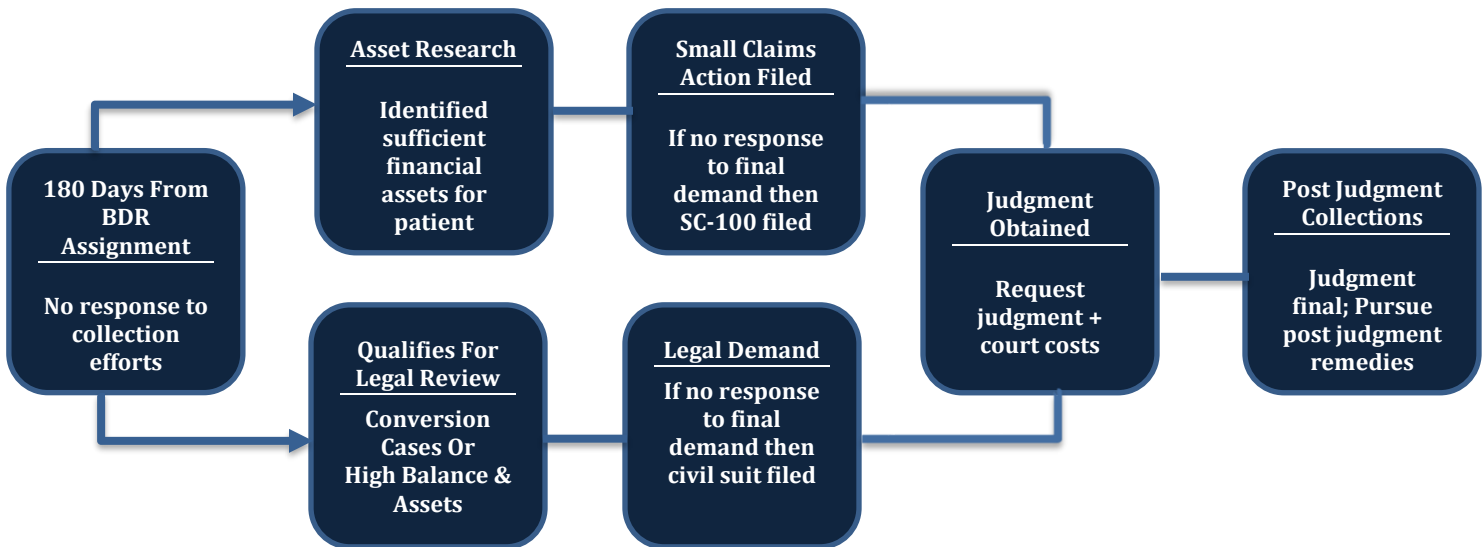 180 Days From
BDR
Assignment
No response to
collection
efforts
Asset Research
Identified
sufficient
financial
assets for
patient
Small Claims
Action Filed
If no response
to final
demand then
SC-100 filed
Qualifies For
Legal Review
Conversion
Cases Or
High Balance &
Assets
Legal Demand
If no response
to final
demand then
civil suit filed
Judgment
Obtained
Request
judgment +
court costs
Post Judgment
Collections
Judgment
final; Pursue
post judgment
remedies